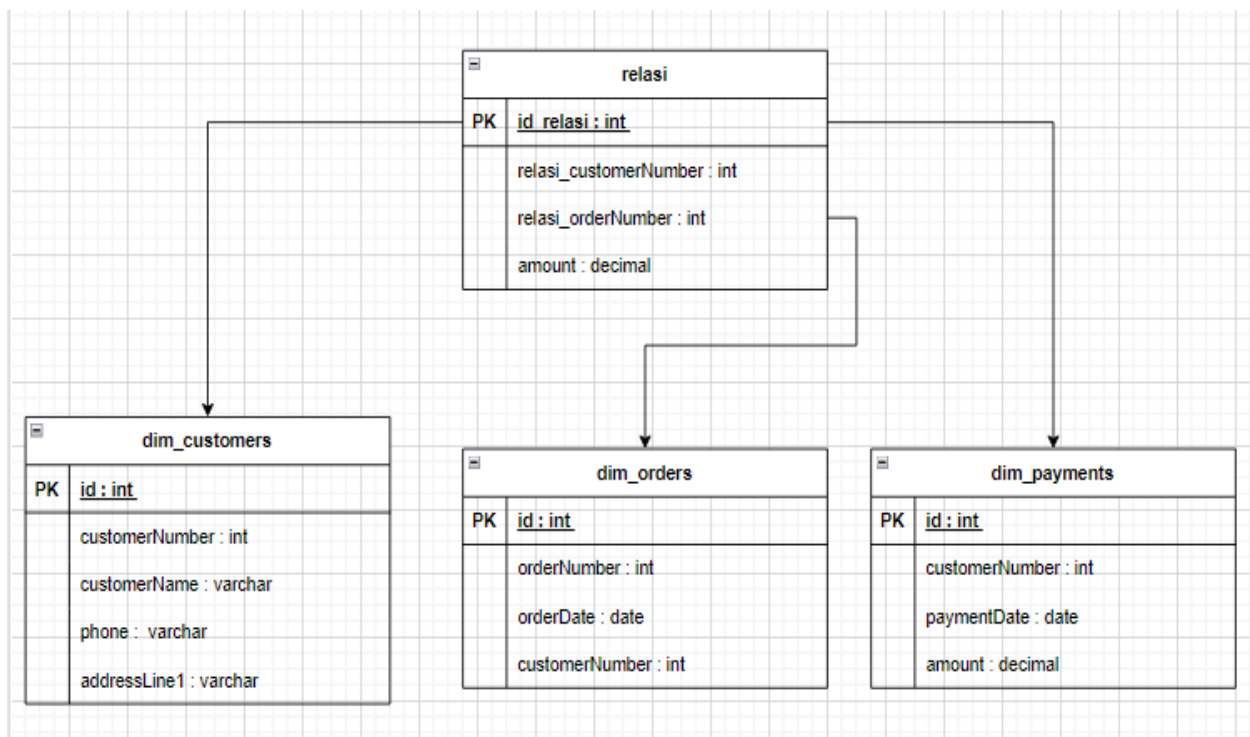 relasi
PK id_relasi : int
relasi_customerNumber : int
relasi_orderNumber : int
amount : decimal
dim_customers
PK id : int
customerNumber : int
customerName : varchar
phone : varchar
addressLine1 : varchar
dim_orders
PK id : int
orderNumber : int
orderDate : date
customerNumber : int
dim_payments
PK id : int
customerNumber : int
paymentDate : date
amount : decimal